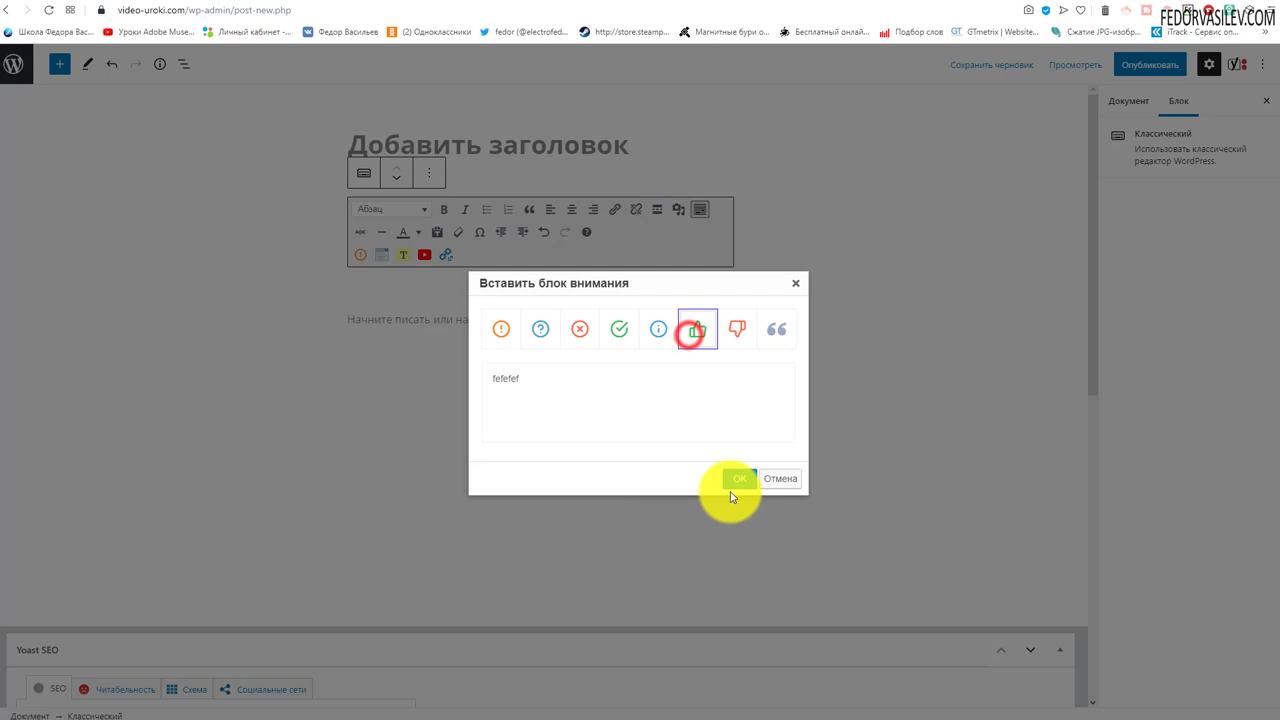 video-uroki.com/wp-admin/post-new.php
FEDORVASILEV.COM
Школа Федора Вас...
Уроки Adobe Muse...
Личный кабинет -...
Федор Васильев
(2) Одноклассники
fedor (@electrofed...
http://store.steamp...
Магнитные бури о...
Бесплатный онлай...
Подбор слов
GTmetrix | Website...
Сжатие JPG-изобр...
iTrack - Сервис оп...
Сохранить черновик
Просмотреть
Опубликовать
Документ
Блок
Добавить заголовок
Классический
Использовать классический
редактор WordPress.
Абзац
ABC
Вставить блок внимания
Начните писать или на
fefefef
OK
Отмена
Yoast SEO
SEO
Читабельность
Схема
Социальные сети
Документ → Классический